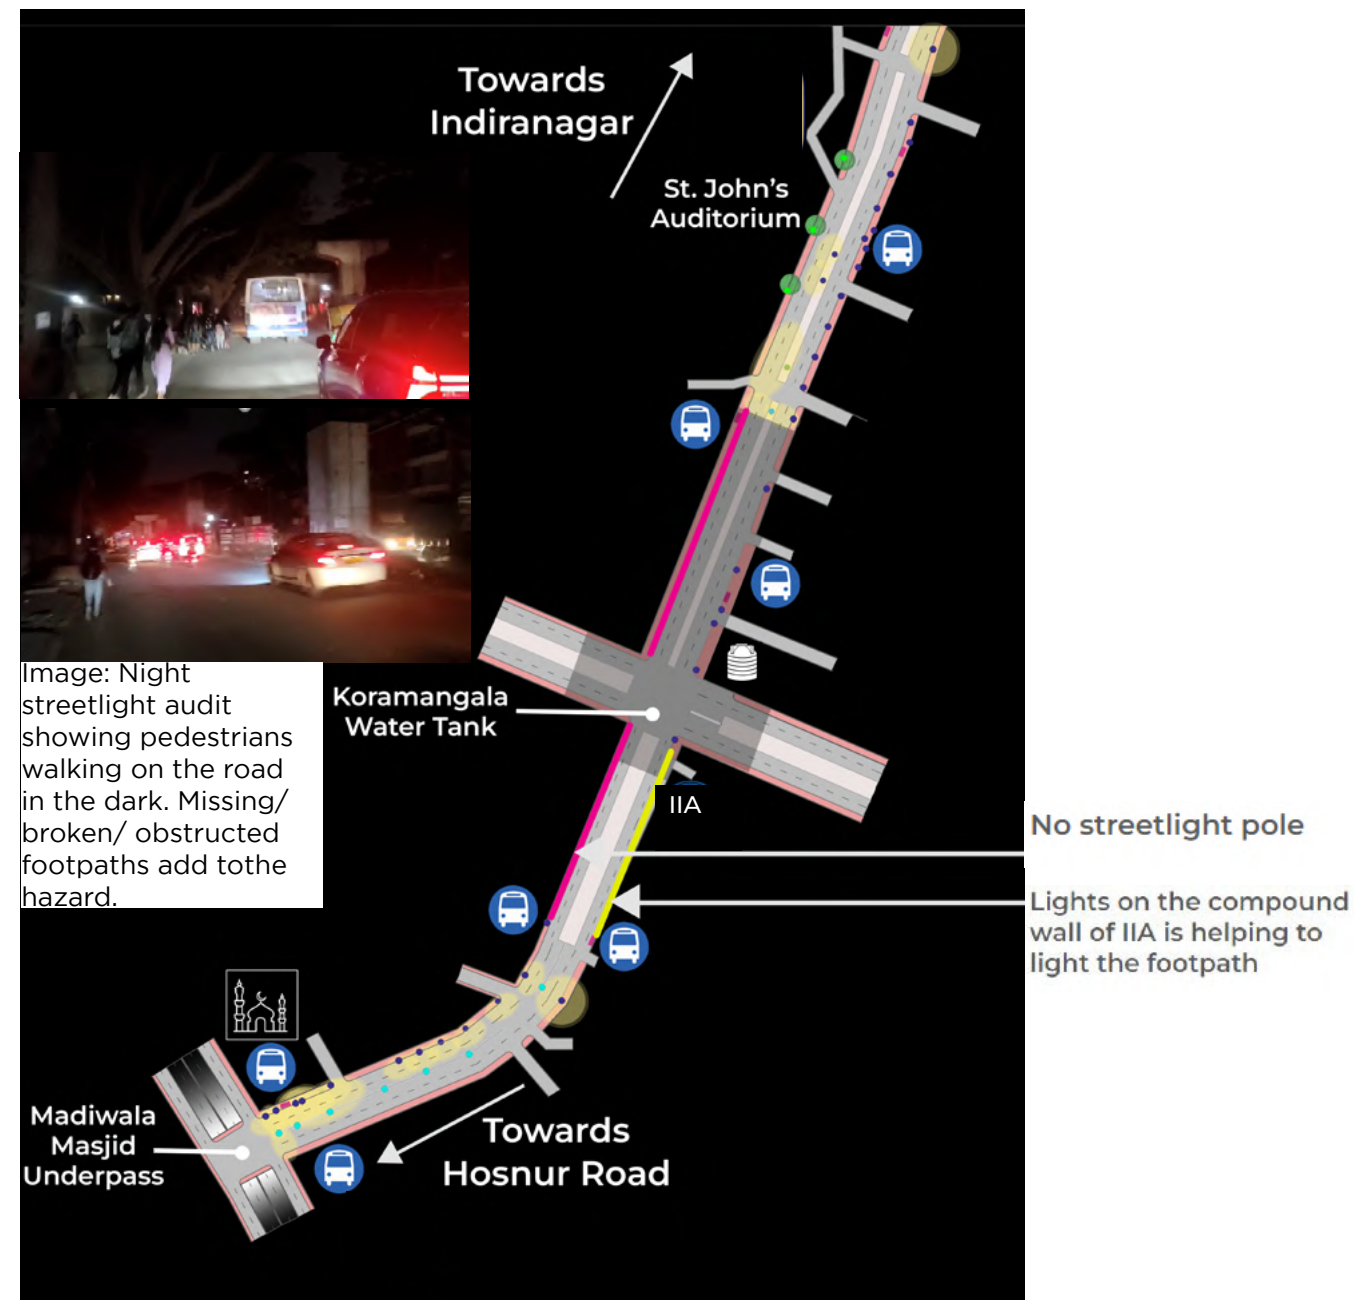 Towards
Indiranagar
St. John's
Auditorium
Image: Night
streetlight audit
showing pedestrians
walking on the road
in the dark. Missing/
broken/ obstructed
footpaths add tothe
hazard.
Koramangala
Water Tank
IIA
No streetlight pole
Lights on the compound
wall of IIA is helping to
light the footpath
Madiwala
Masjid
Underpass
Towards
Hosnur Road